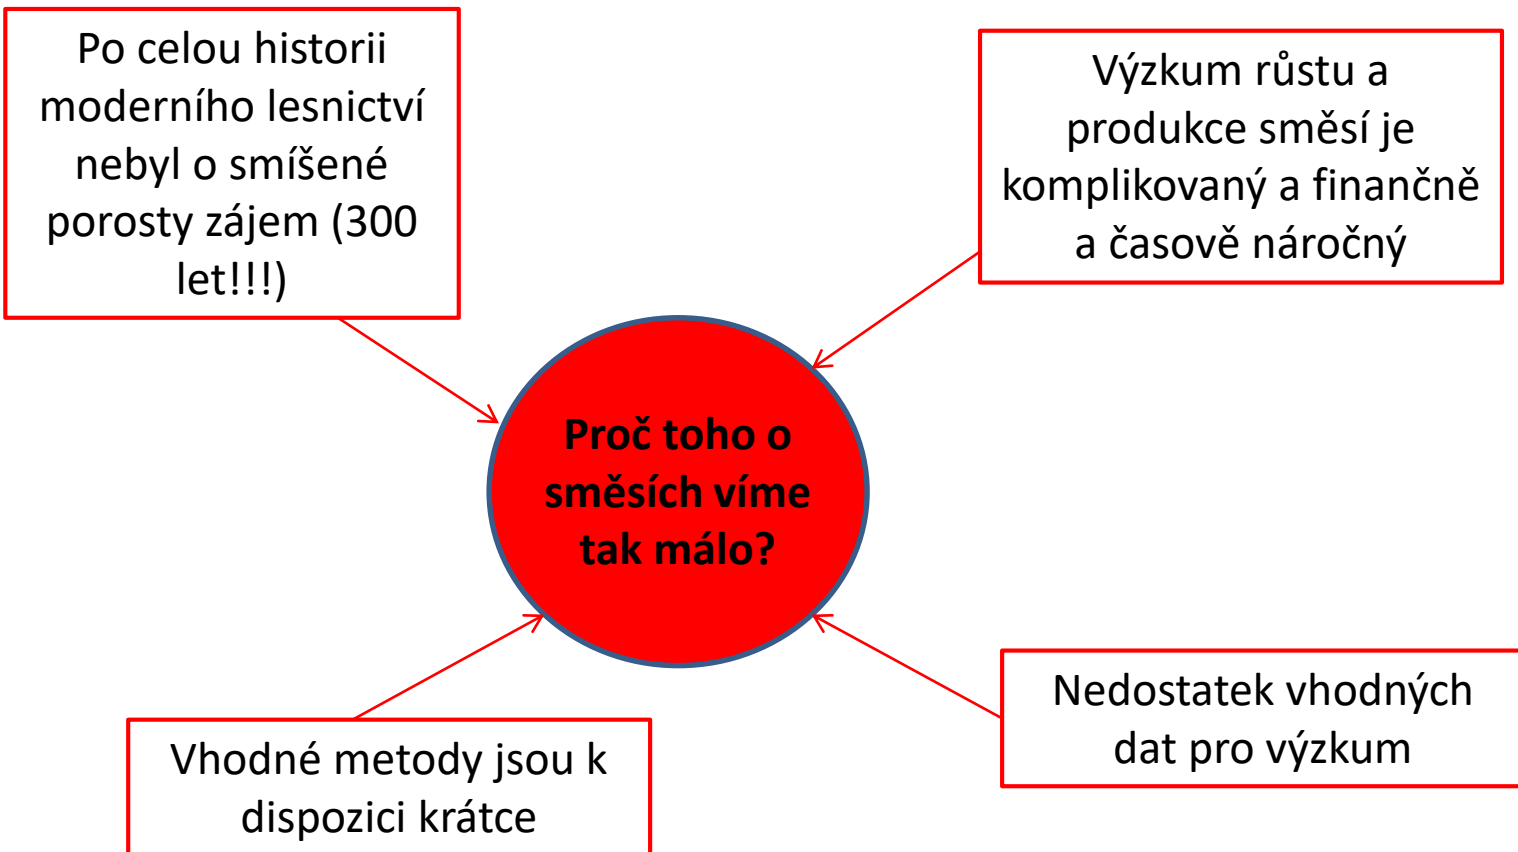 Po celou historii
moderního lesnictví
nebyl o smíšené
porosty zájem (300
let!!!)
Výzkum růstu a
produkce směsí je
komplikovaný a finančně
a časově náročný
Proč toho o
směsích víme
tak málo?
Vhodné metody jsou k
dispozici krátce
Nedostatek vhodných
dat pro výzkum